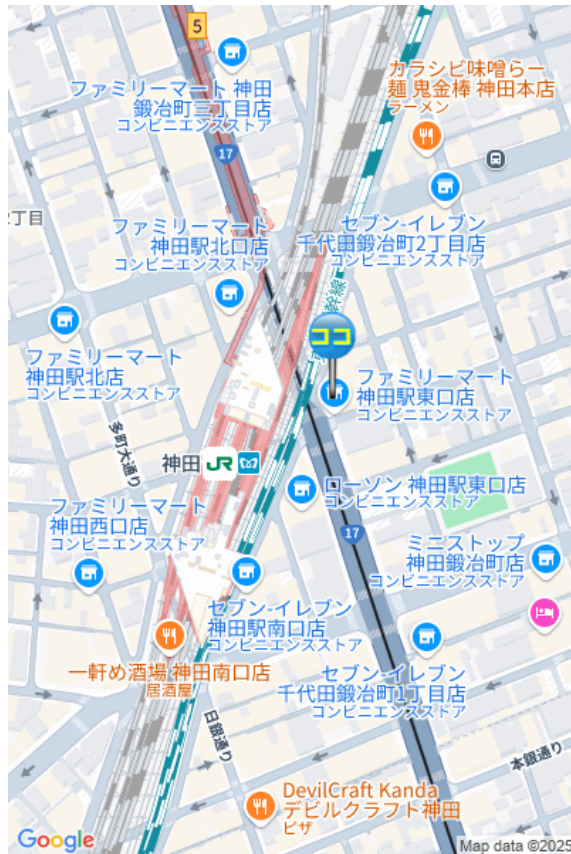 5
ファミリーマート 神田
鍛冶町三丁目店
コンビニエンスストア
カラシビ味噌らー
麺 鬼金棒 神田本店
ラーメン
17
2丁目
ファミリーマート
神田駅北口店
コンビニエンスストア
セブン-イレブン
千代田鍛冶町2丁目店
コンビニエンスストア
幹線
ココ
ファミリーマート
神田駅北店
コンビニエンスストア
ファミリーマート
神田駅東口店
コンビニエンスストア
多町大通り
神田 JR
ローソン 神田駅東口店
コンビニエンスストア
ファミリーマート
神田西口店
コンビニエンスストア
17
ミニストップ
神田鍛冶町店
コンビニエンスストア
セブン-イレブン
神田駅南口店
コンビニエンスストア
一軒め酒場 神田南口店
居酒屋
セブン-イレブン
千代田鍛冶町1丁目店
コンビニエンスストア
日銀通り
本銀通り
DevilCraft Kanda
デビルクラフト神田
ピザ
Google
Map data ©2025